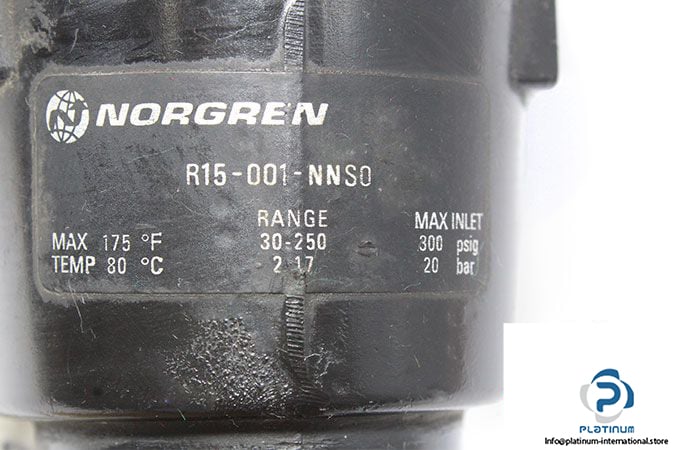 NORGREN
R15-001-NNS0
RANGE MAX INLET
MAX 175 °F 30-250 300 psig
TEMP 80 °C 2-17 20 bar
PLATINUM
Info@platinum-international.store